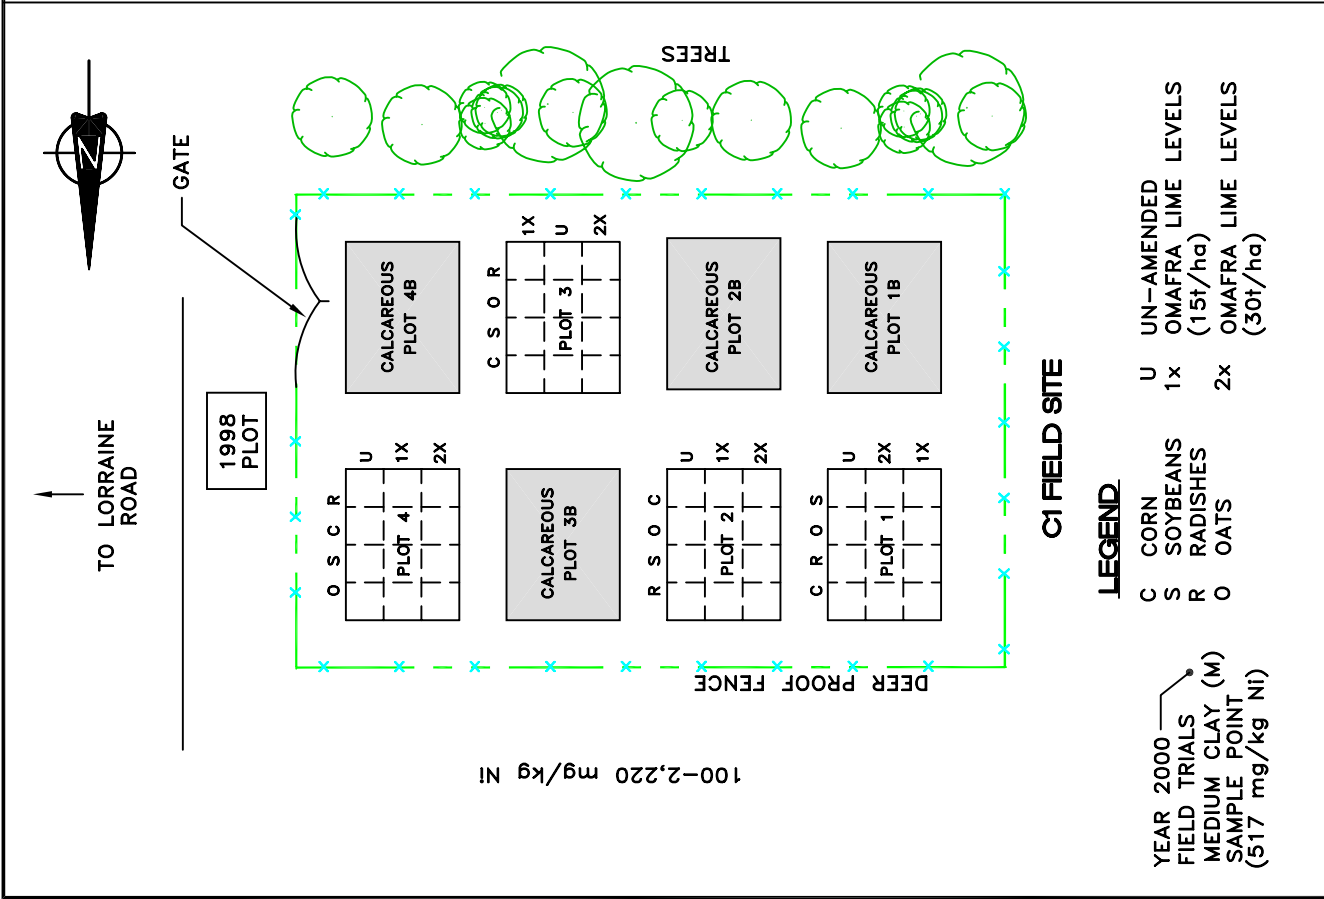 TREES
N
GATE
TO LORRAINE
ROAD
1998
PLOT
CALCAREOUS
PLOT 4B
C S O R
PLOT 3
1X
U
2X
CALCAREOUS
PLOT 2B
CALCAREOUS
PLOT 1B
O S C R
PLOT 4
U
1X
2X
CALCAREOUS
PLOT 3B
R S O C
PLOT 2
U
1X
2X
C R O S
PLOT 1
U
2X
1X
DEER PROOF FENCE
100-2,220 mg/kg Ni
C1 FIELD SITE
LEGEND
C CORN
S SOYBEANS
R RADISHES
O OATS
U UN-AMENDED
1x OMAFRA LIME LEVELS
(15t/ha)
2x OMAFRA LIME LEVELS
(30t/ha)
YEAR 2000
FIELD TRIALS
MEDIUM CLAY (M)
SAMPLE POINT
(517 mg/kg Ni)